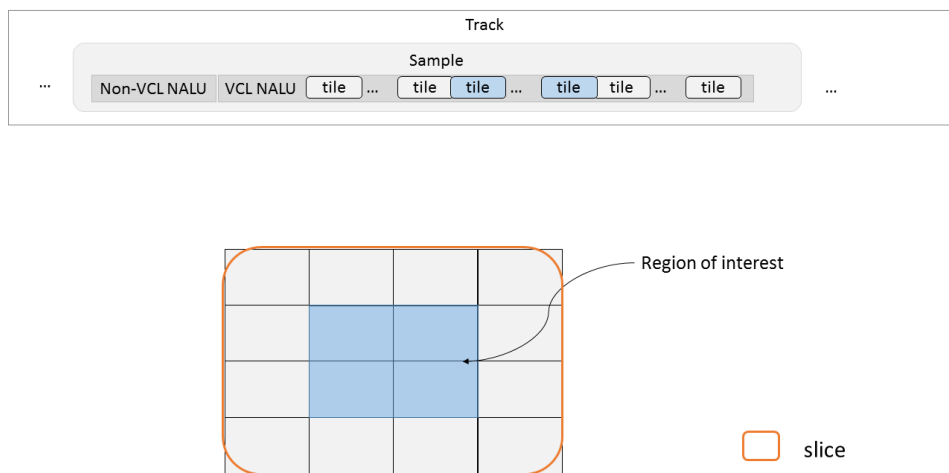 Track
Sample
... Non-VCL NALU VCL NALU tile ... tile tile ... tile tile ... tile ...
Region of interest
slice